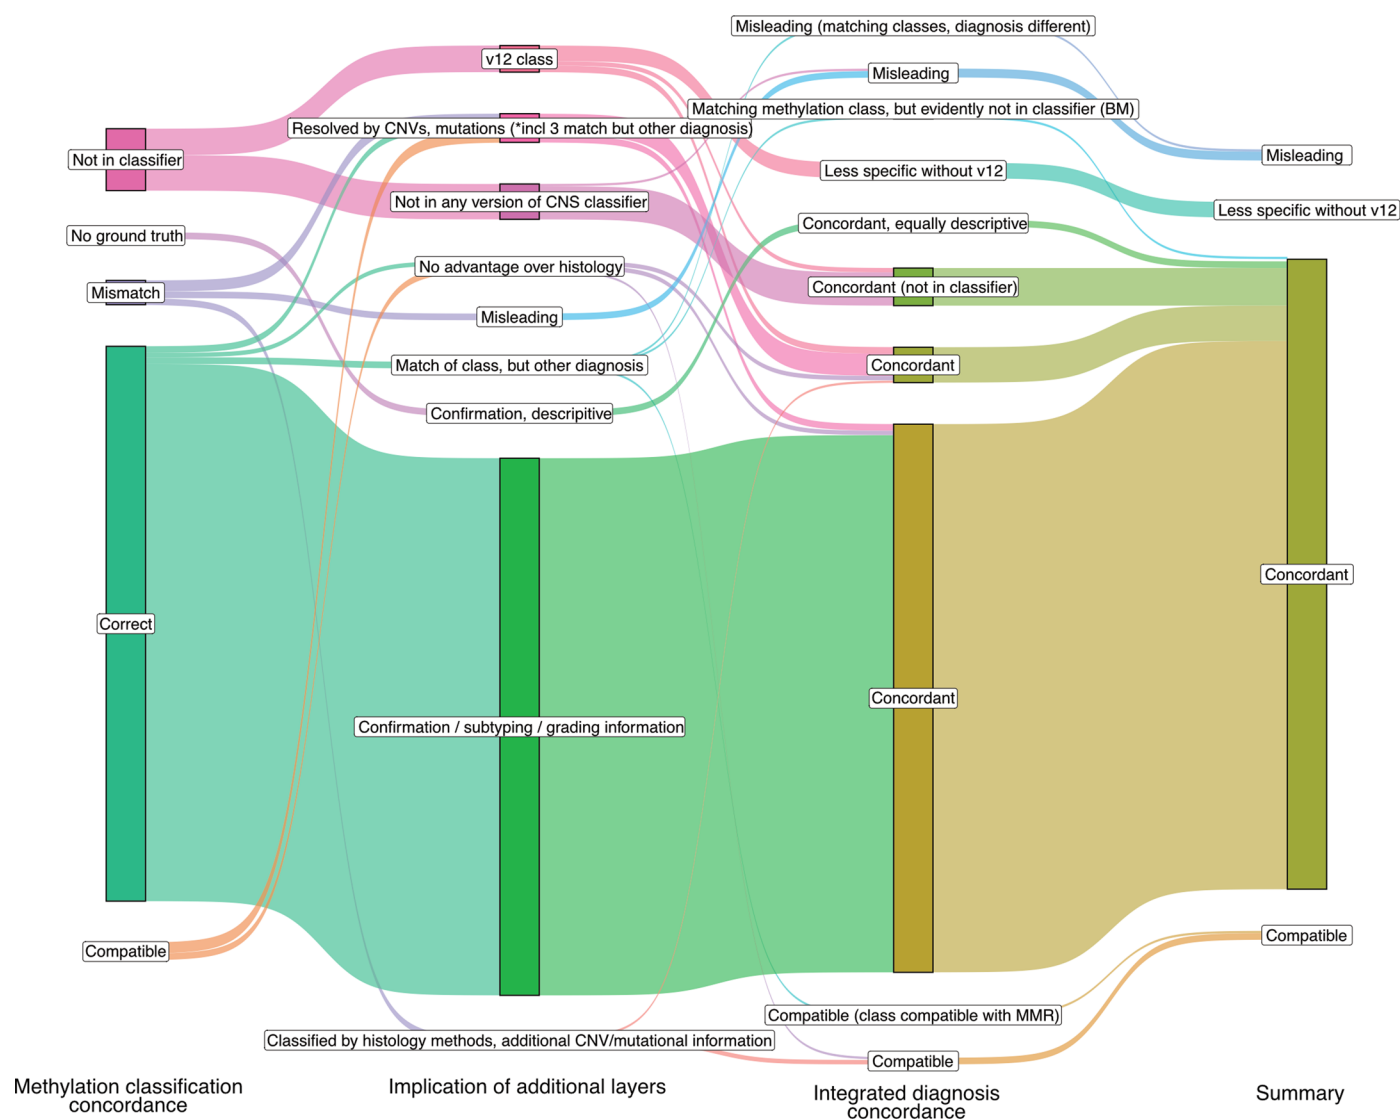 Misleading (matching classes, diagnosis different)
v12 class
Misleading
Matching methylation class, but evidently not in classifier (BM)
Resolved by CNVs, mutations (*incl 3 match but other diagnosis)
Not in classifier
Misleading
Less specific without v12
Not in any version of CNS classifier
Less specific without v12
Concordant, equally descriptive
No ground truth
No advantage over histology
Mismatch
Concordant (not in classifier)
Misleading
Match of class, but other diagnosis
Concordant
Confirmation, descripitive
Concordant
Correct
Concordant
Confirmation / subtyping / grading information
Compatible
Compatible
Compatible (class compatible with MMR)
Classified by histology methods, additional CNV/mutational information
Compatible
Methylation classification
concordance
Implication of additional layers
Integrated diagnosis
concordance
Summary